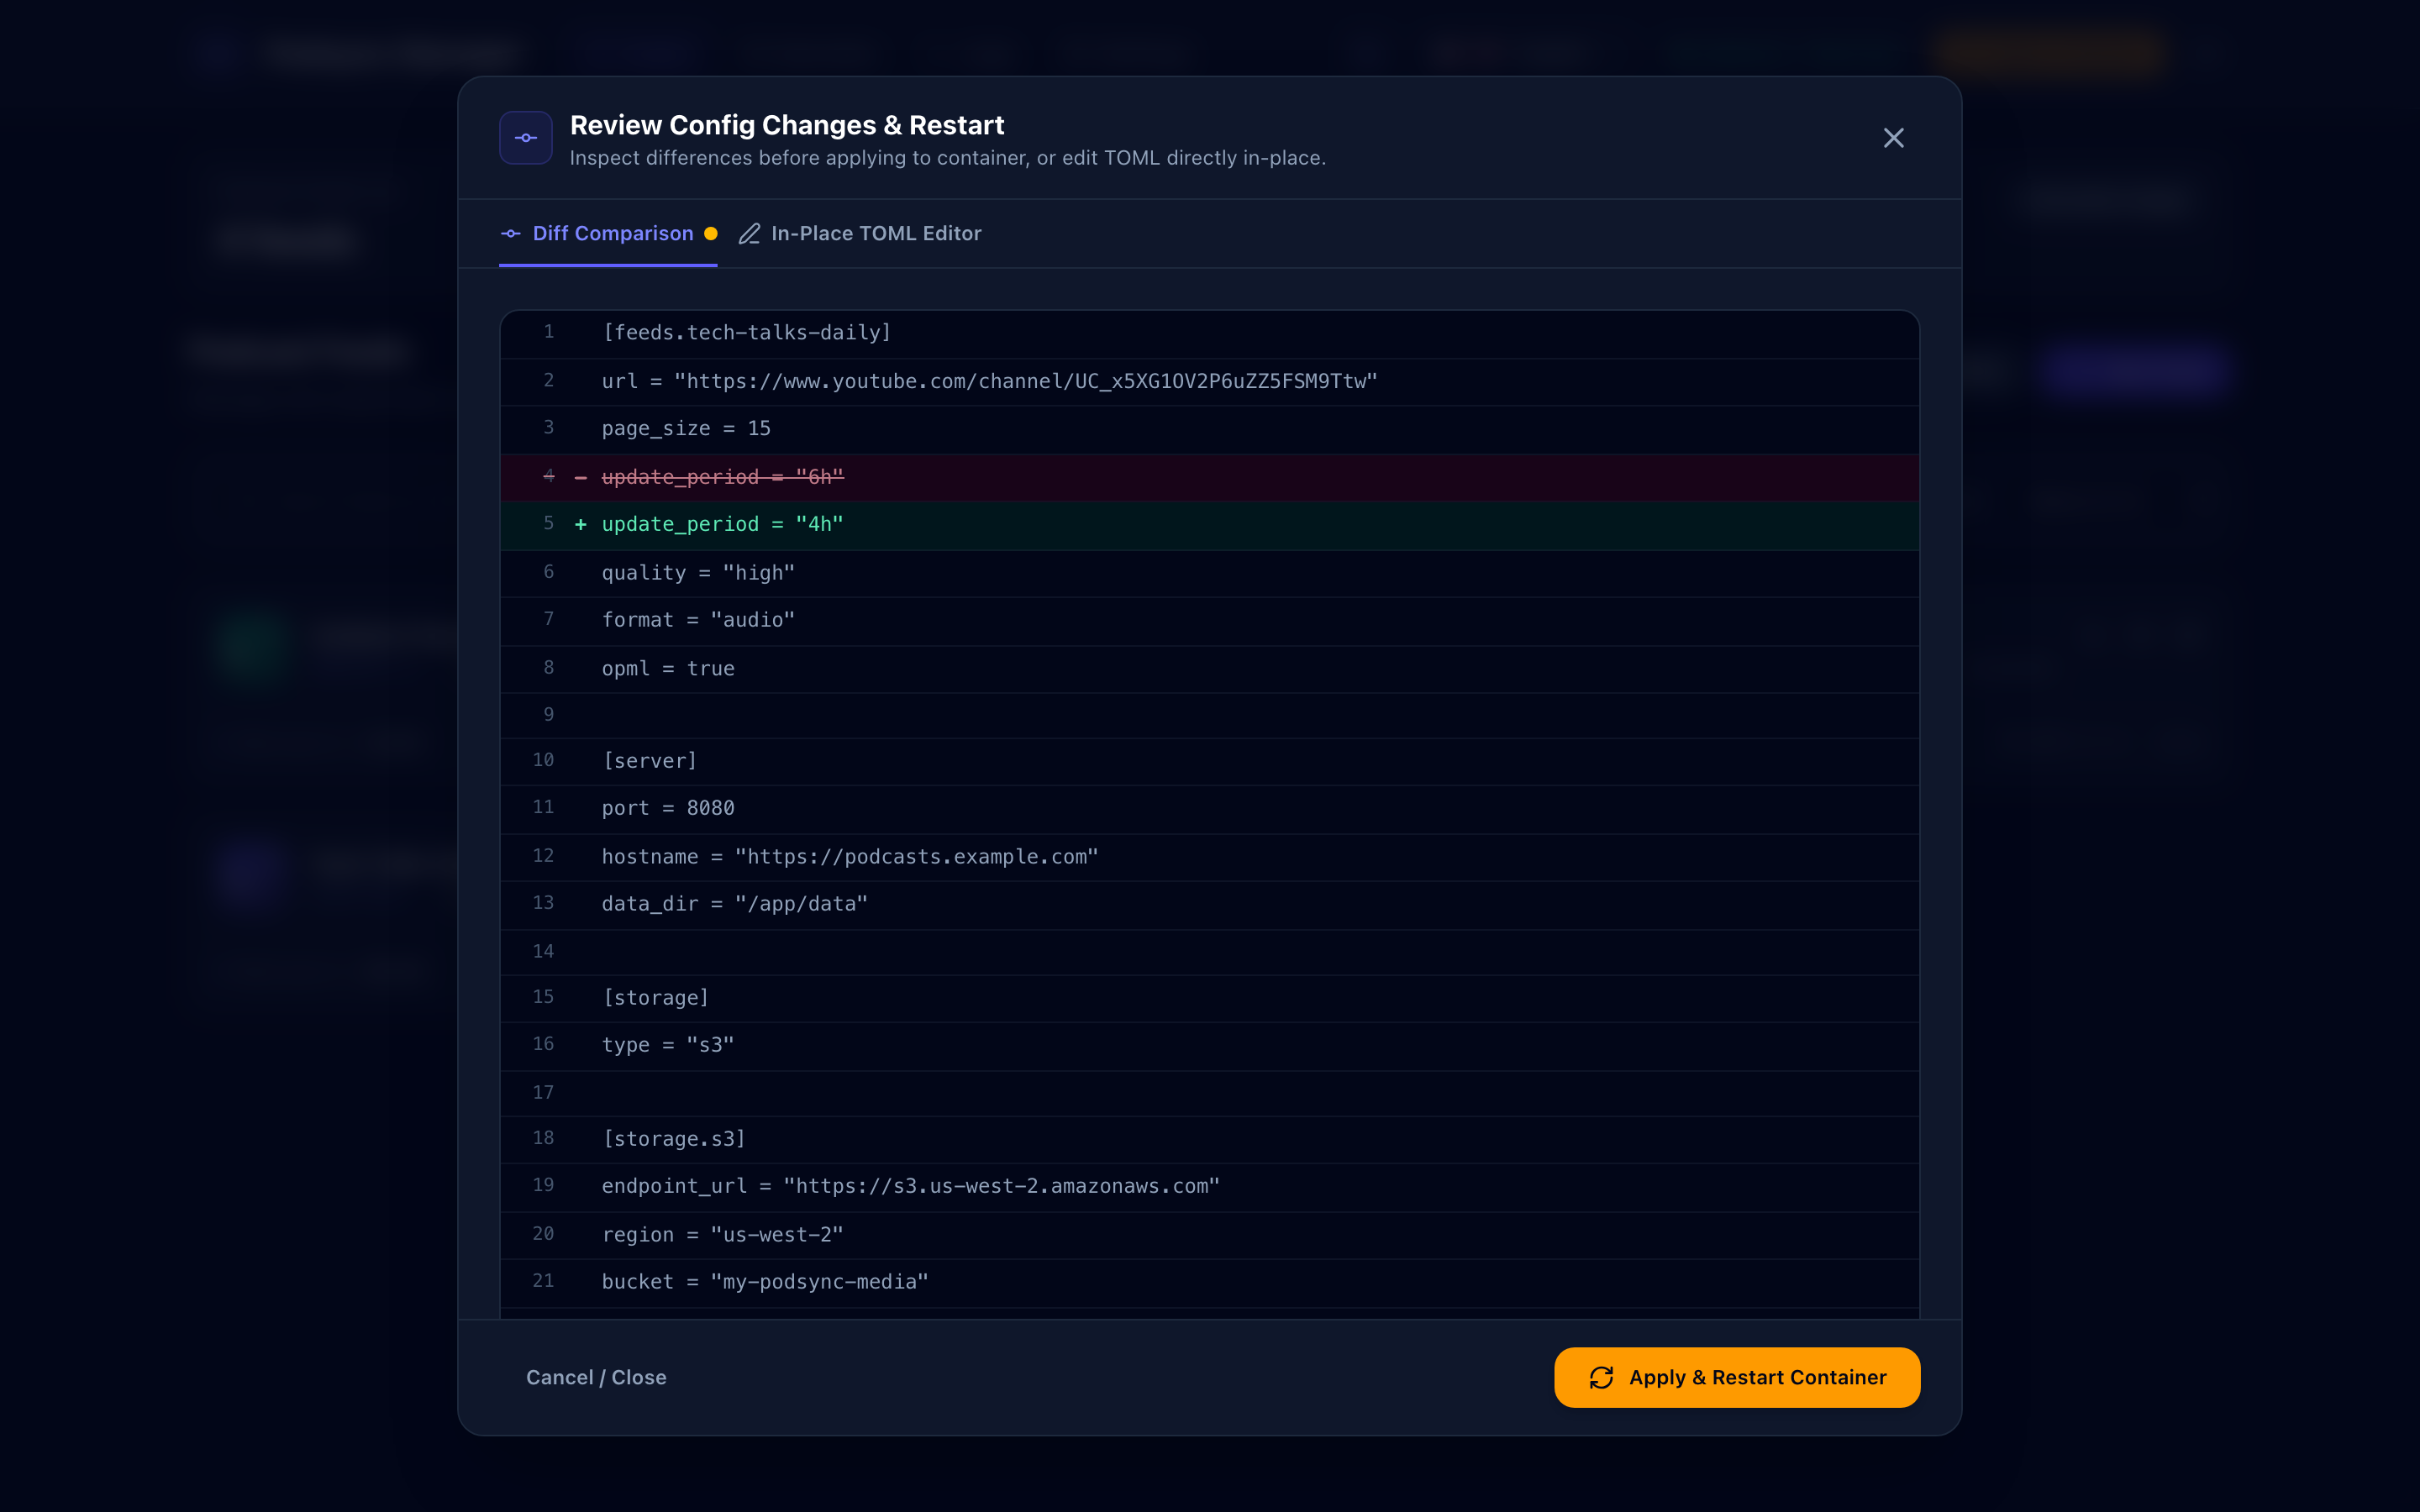 Review Config Changes & Restart
Inspect differences before applying to container, or edit TOML directly in-place.
Diff Comparison
In-Place TOML Editor
1 [feeds.tech-talks-daily]
2 url = "https://www.youtube.com/channel/UC_x5XG1OV2P6uZZ5FSM9Ttw"
3 page_size = 15
4 - update_period = "6h"
5 + update_period = "4h"
6 quality = "high"
7 format = "audio"
8 opml = true
9
10 [server]
11 port = 8080
12 hostname = "https://podcasts.example.com"
13 data_dir = "/app/data"
14
15 [storage]
16 type = "s3"
17
18 [storage.s3]
19 endpoint_url = "https://s3.us-west-2.amazonaws.com"
20 region = "us-west-2"
21 bucket = "my-podsync-media"
Cancel / Close
Apply & Restart Container